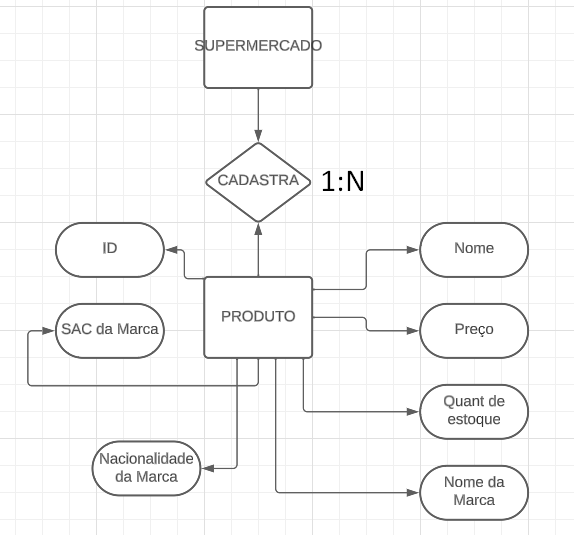 SUPERMERCADO
CADASTRA
1:N
ID
Nome
SAC da Marca
PRODUTO
Preço
Quant de
estoque
Nacionalidade
da Marca
Nome da
Marca